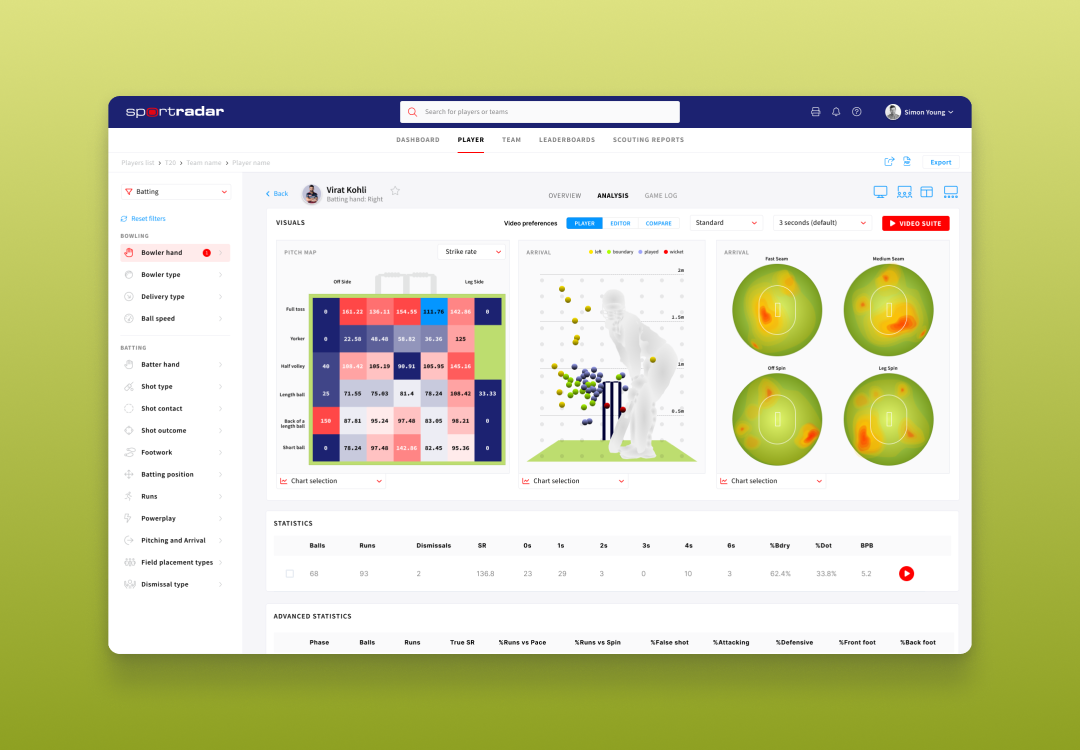 sportradar
Search for players or teams
Simon Young
DASHBOARD PLAYER TEAM LEADERBOARDS SCOUTING REPORTS
Players list > T20 > Team name > Player name
Export
Batting
Reset filters
BOWLING
Bowler hand 1
Bowler type
Delivery type
Ball speed
BATTING
Batter hand
Shot type
Shot contact
Shot outcome
Footwork
Batting position
Runs
Powerplay
Pitching and Arrival
Field placement types
Dismissal type
Back
Virat Kohli
Batting hand: Right
OVERVIEW ANALYSIS GAME LOG
VISUALS
Video preferences PLAYER EDITOR COMPARE Standard 3 seconds (default) VIDEO SUITE
PITCH MAP Strike rate
Off Side Leg Side
Full toss 0 161.22 136.11 154.55 111.76 142.86 0
Yorker 0 22.58 48.48 58.82 36.36 125
Half volley 40 108.42 105.19 90.91 105.95 145.16
Length ball 25 71.55 75.03 81.4 78.24 108.42 33.33
Back of a
length ball 150 87.81 95.24 97.48 83.05 98.21 0
Short ball 0 78.24 97.48 142.86 82.45 95.36 0
Chart selection
ARRIVAL left boundary played wicket
2m
1.5m
1m
0.5m
Chart selection
ARRIVAL
Fast Seam Medium Seam
Off Spin Leg Spin
Chart selection
STATISTICS
Balls Runs Dismissals SR 0s 1s 2s 3s 4s 6s %Bdry %Dot BPB
68 93 2 136.8 23 29 3 0 10 3 62.4% 33.8% 5.2
ADVANCED STATISTICS
Phase Balls Runs True SR %Runs vs Pace %Runs vs Spin %False shot %Attacking %Defensive %Front foot %Back foot